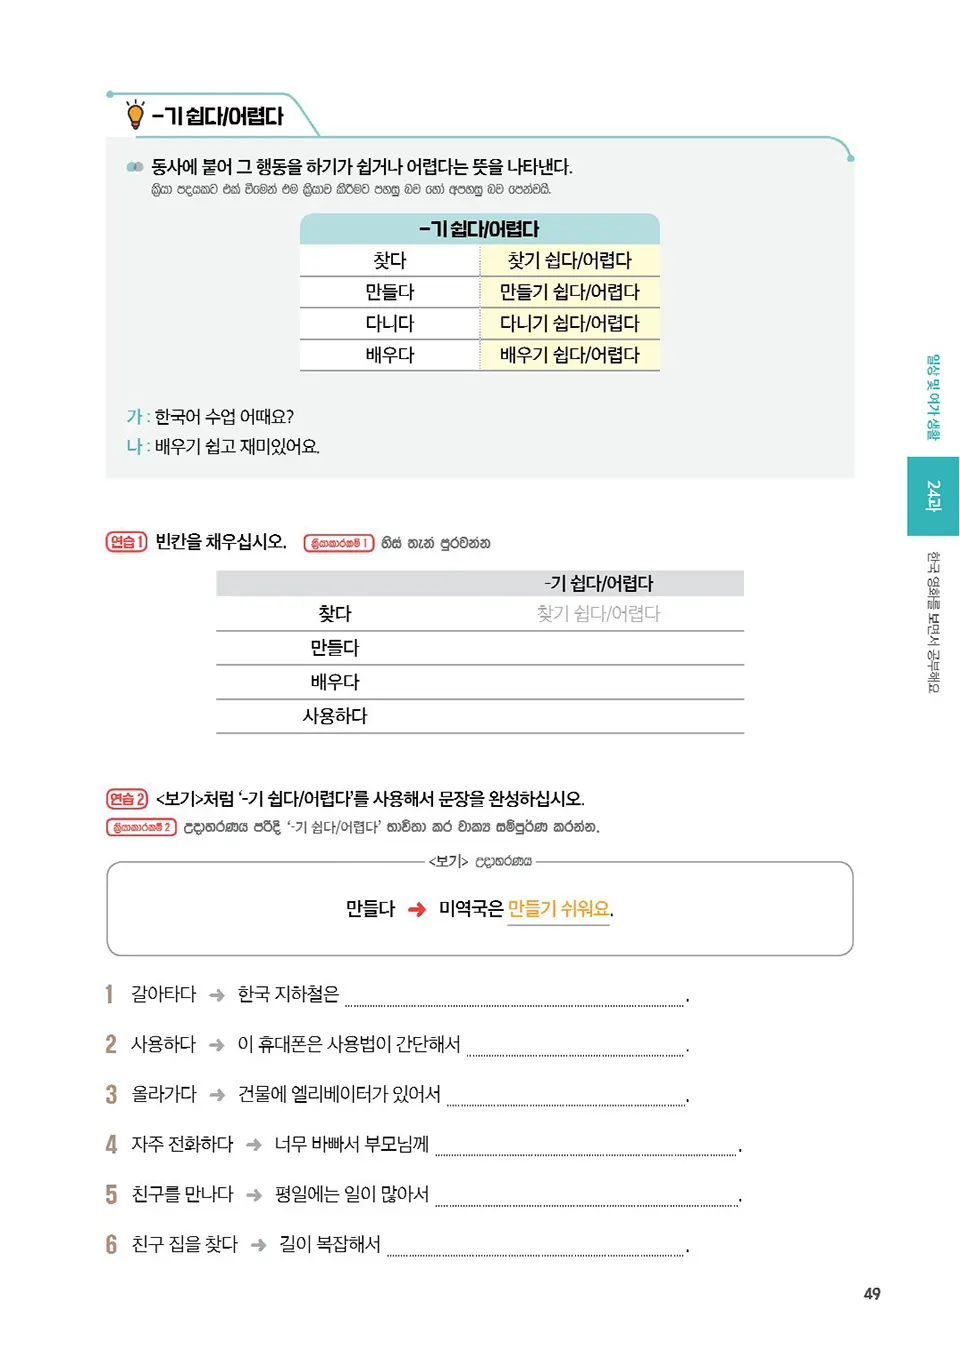 -기 쉽다/어렵다
동사에 붙어 그 행동을 하기가 쉽거나 어렵다는 뜻을 나타낸다.
ක්‍රියා පදයකට එක් වීමෙන් එම ක්‍රියාව කිරීමට පහසු බව හෝ අපහසු බව පෙන්වයි.
-기 쉽다/어렵다
찾다 찾기 쉽다/어렵다
만들다 만들기 쉽다/어렵다
다니다 다니기 쉽다/어렵다
배우다 배우기 쉽다/어렵다
가 : 한국어 수업 어때요?
나 : 배우기 쉽고 재미있어요.
연습 1 빈칸을 채우십시오. ක්‍රියාකාරකම් 1 හිස් තැන් පුරවන්න
-기 쉽다/어렵다
찾다 찾기 쉽다/어렵다
만들다
배우다
사용하다
연습 2 <보기>처럼 ‘-기 쉽다/어렵다’를 사용해서 문장을 완성하십시오.
ක්‍රියාකාරකම් 2 උදාහරණය පරිදි ‘-기 쉽다/어렵다’ භාවිතා කර වාක්‍ය සම්පුර්ණ කරන්න.
<보기> උදාහරණය
만들다 ➜ 미역국은 만들기 쉬워요.
1 갈아타다 ➜ 한국 지하철은 .
2 사용하다 ➜ 이 휴대폰은 사용법이 간단해서 .
3 올라가다 ➜ 건물에 엘리베이터가 있어서 .
4 자주 전화하다 ➜ 너무 바빠서 부모님께 .
5 친구를 만나다 ➜ 평일에는 일이 많아서 .
6 친구 집을 찾다 ➜ 길이 복잡해서 .
일상 및 여가 생활
24과
한국 영화를 보면서 공부해요
49